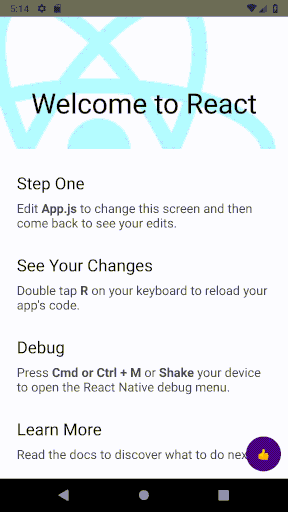 5:14
Welcome to React
Step One
Edit App.js to change this screen and then
come back to see your edits.
See Your Changes
Double tap R on your keyboard to reload your
app's code.
Debug
Press Cmd or Ctrl + M or Shake your device
to open the React Native debug menu.
Learn More
Read the docs to discover what to do